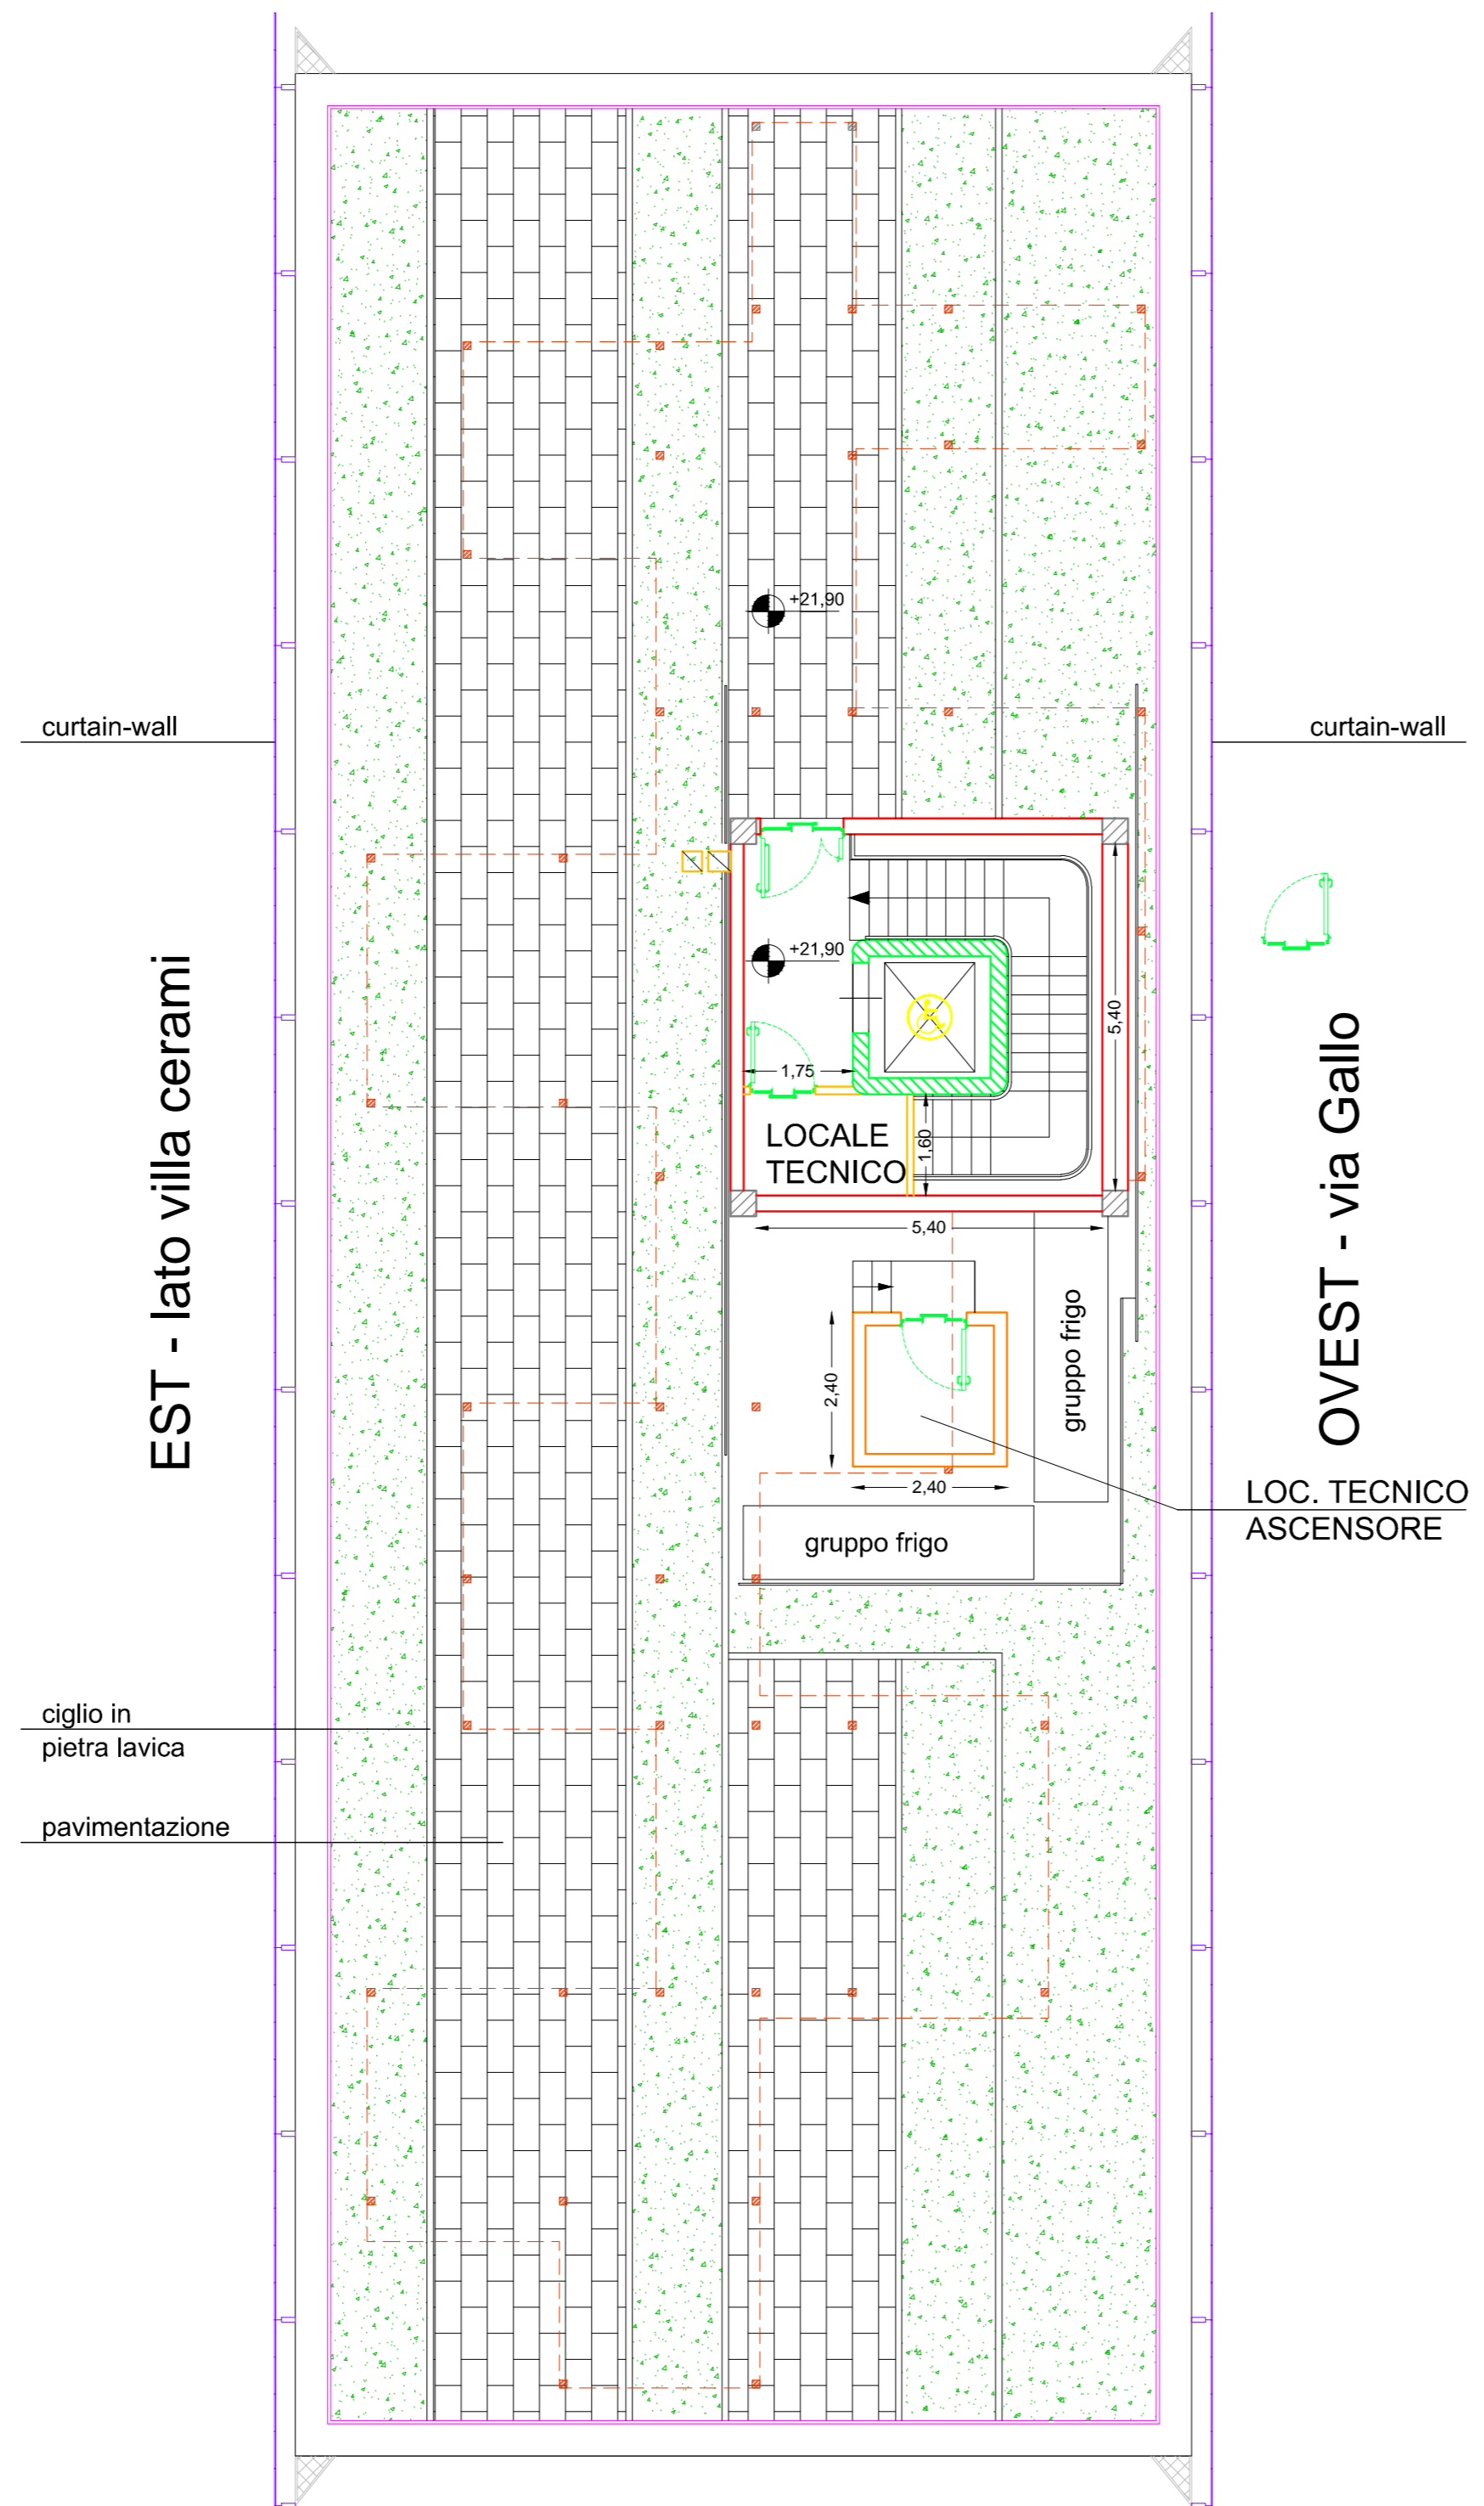 +21,90
curtain-wall
curtain-wall
+21,90
5,40
1,75
LOCALE
TECNICO
1,60
5,40
EST - lato villa cerami
OVEST - via Gallo
gruppo frigo
2,40
2,40
LOC. TECNICO
ASCENSORE
gruppo frigo
ciglio in
pietra lavica
pavimentazione